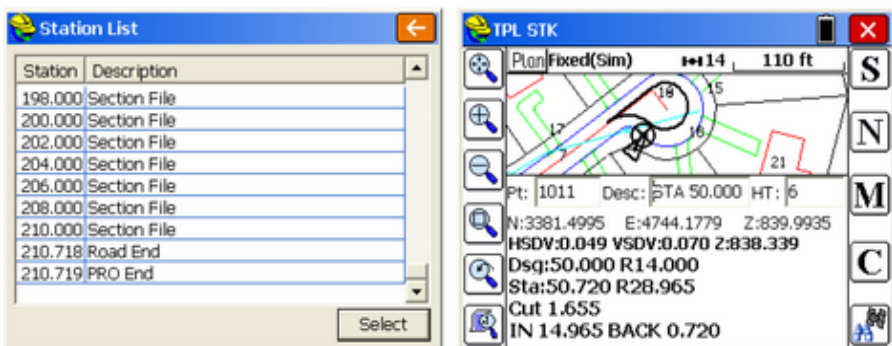 Station List
Station Description
198.000 Section File
200.000 Section File
202.000 Section File
204.000 Section File
206.000 Section File
208.000 Section File
210.000 Section File
210.718 Road End
210.719 PRO End
Select
TPL STK
Plan Fixed(Sim) 14 110 ft
17
18
15
16
21
Pt: 1011 Desc: STA 50.000 HT: 6
N:3381.4995 E:4744.1779 Z:839.9935
HSDV:0.049 VSDV:0.070 Z:838.339
Dsg:50.000 R14.000
Sta:50.720 R28.965
Cut 1.655
IN 14.965 BACK 0.720
S
N
M
C